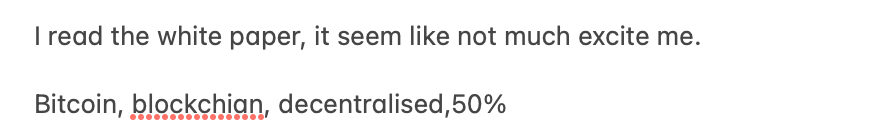 I read the white paper, it seem like not much excite me.
Bitcoin, blockchian, decentralised,50%